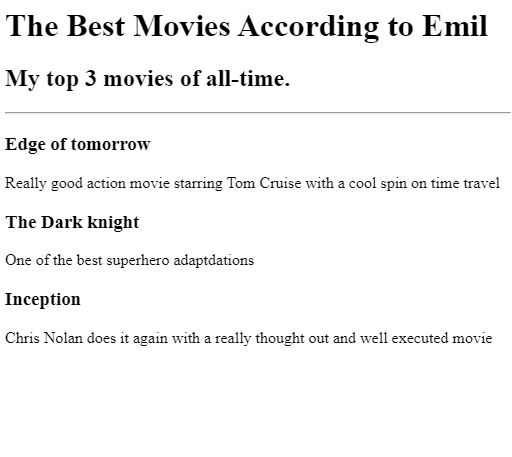 The Best Movies According to Emil
My top 3 movies of all-time.
Edge of tomorrow
Really good action movie starring Tom Cruise with a cool spin on time travel
The Dark knight
One of the best superhero adaptdations
Inception
Chris Nolan does it again with a really thought out and well executed movie